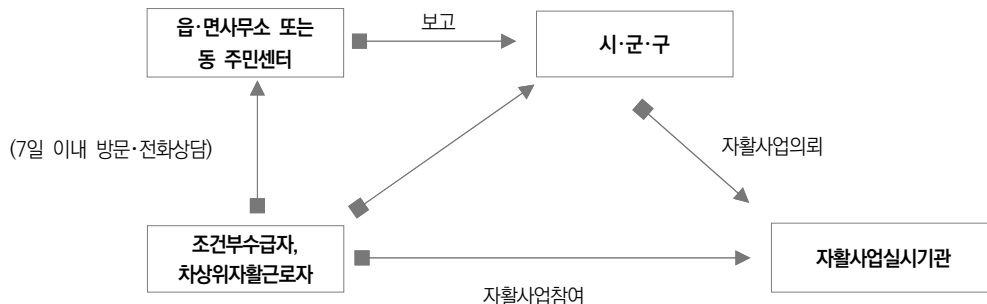 읍·면사무소 또는
동 주민센터
보고
시·군·구
(7일 이내 방문·전화상담)
자활사업의뢰
조건부수급자,
차상위자활근로자
자활사업실시기관
자활사업참여